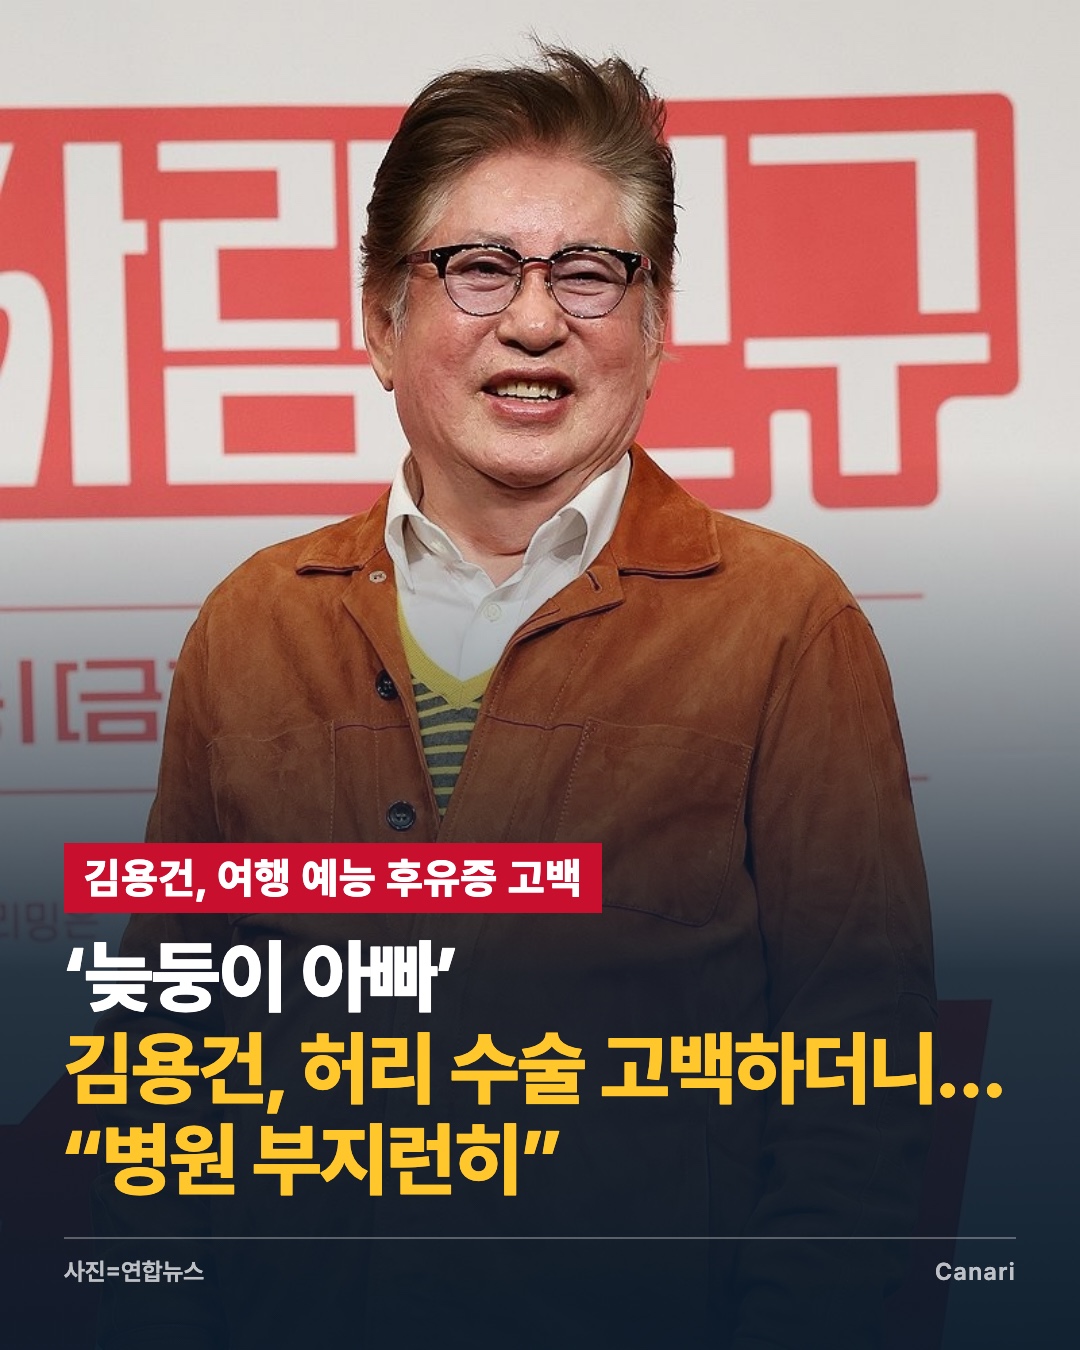 김용건, 여행 예능 후유증 고백
‘늦둥이 아빠’
김용건, 허리 수술 고백하더니...
“병원 부지런히”
사진=연합뉴스
Canari